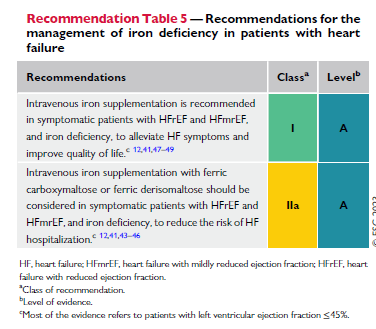 Recommendation Table 5 — Recommendations for the
management of iron deficiency in patients with heart
failure
Recommendations Classᵃ Levelᵇ
Intravenous iron supplementation is recommended
in symptomatic patients with HFrEF and HFmrEF,
and iron deficiency, to alleviate HF symptoms and
improve quality of life.ᶜ 12,41,47–49
I A
Intravenous iron supplementation with ferric
carboxymaltose or ferric derisomaltose should be
considered in symptomatic patients with HFrEF and
HFmrEF, and iron deficiency, to reduce the risk of HF
hospitalization.ᶜ 12,41,43–46
IIa A
© ESC 2023
HF, heart failure; HFmrEF, heart failure with mildly reduced ejection fraction; HFrEF, heart
failure with reduced ejection fraction.
ᵃClass of recommendation.
ᵇLevel of evidence.
ᶜMost of the evidence refers to patients with left ventricular ejection fraction ≤45%.